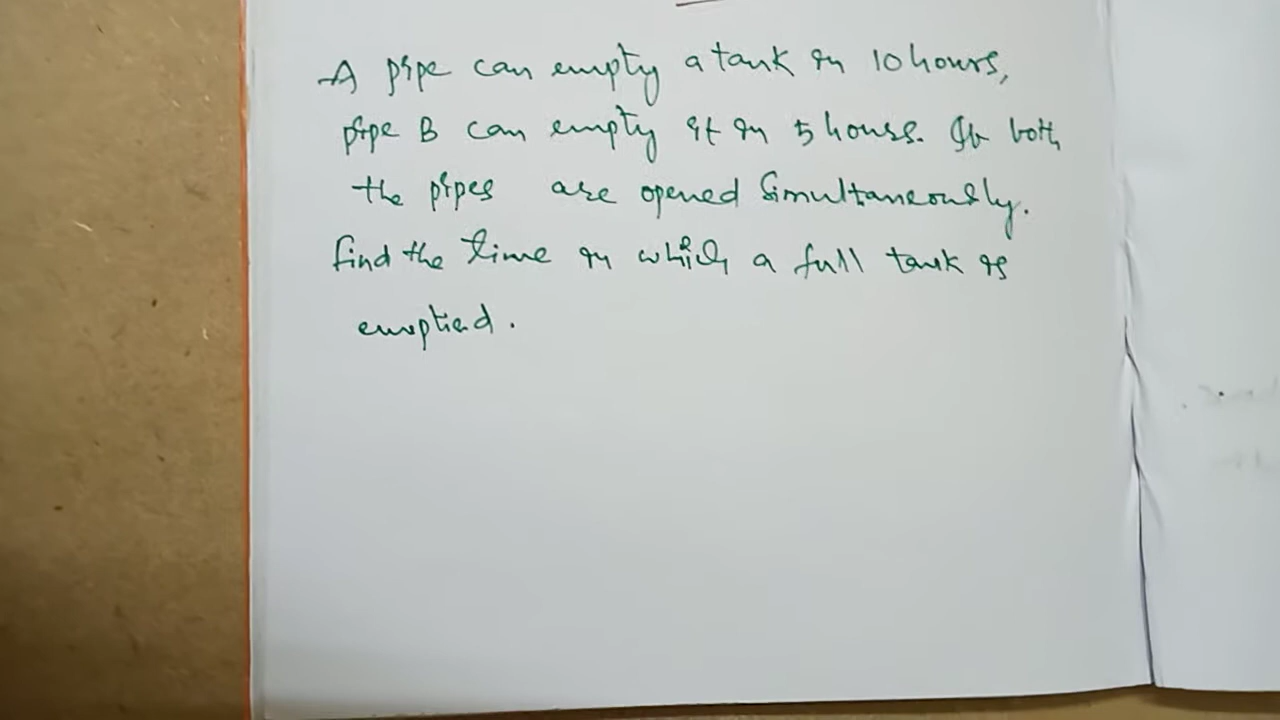 A pipe can empty a tank in 10 hours,
pipe B can empty it in 5 hours. If both
the pipes are opened Simultaneously.
find the time in which a full tank is
emptied.